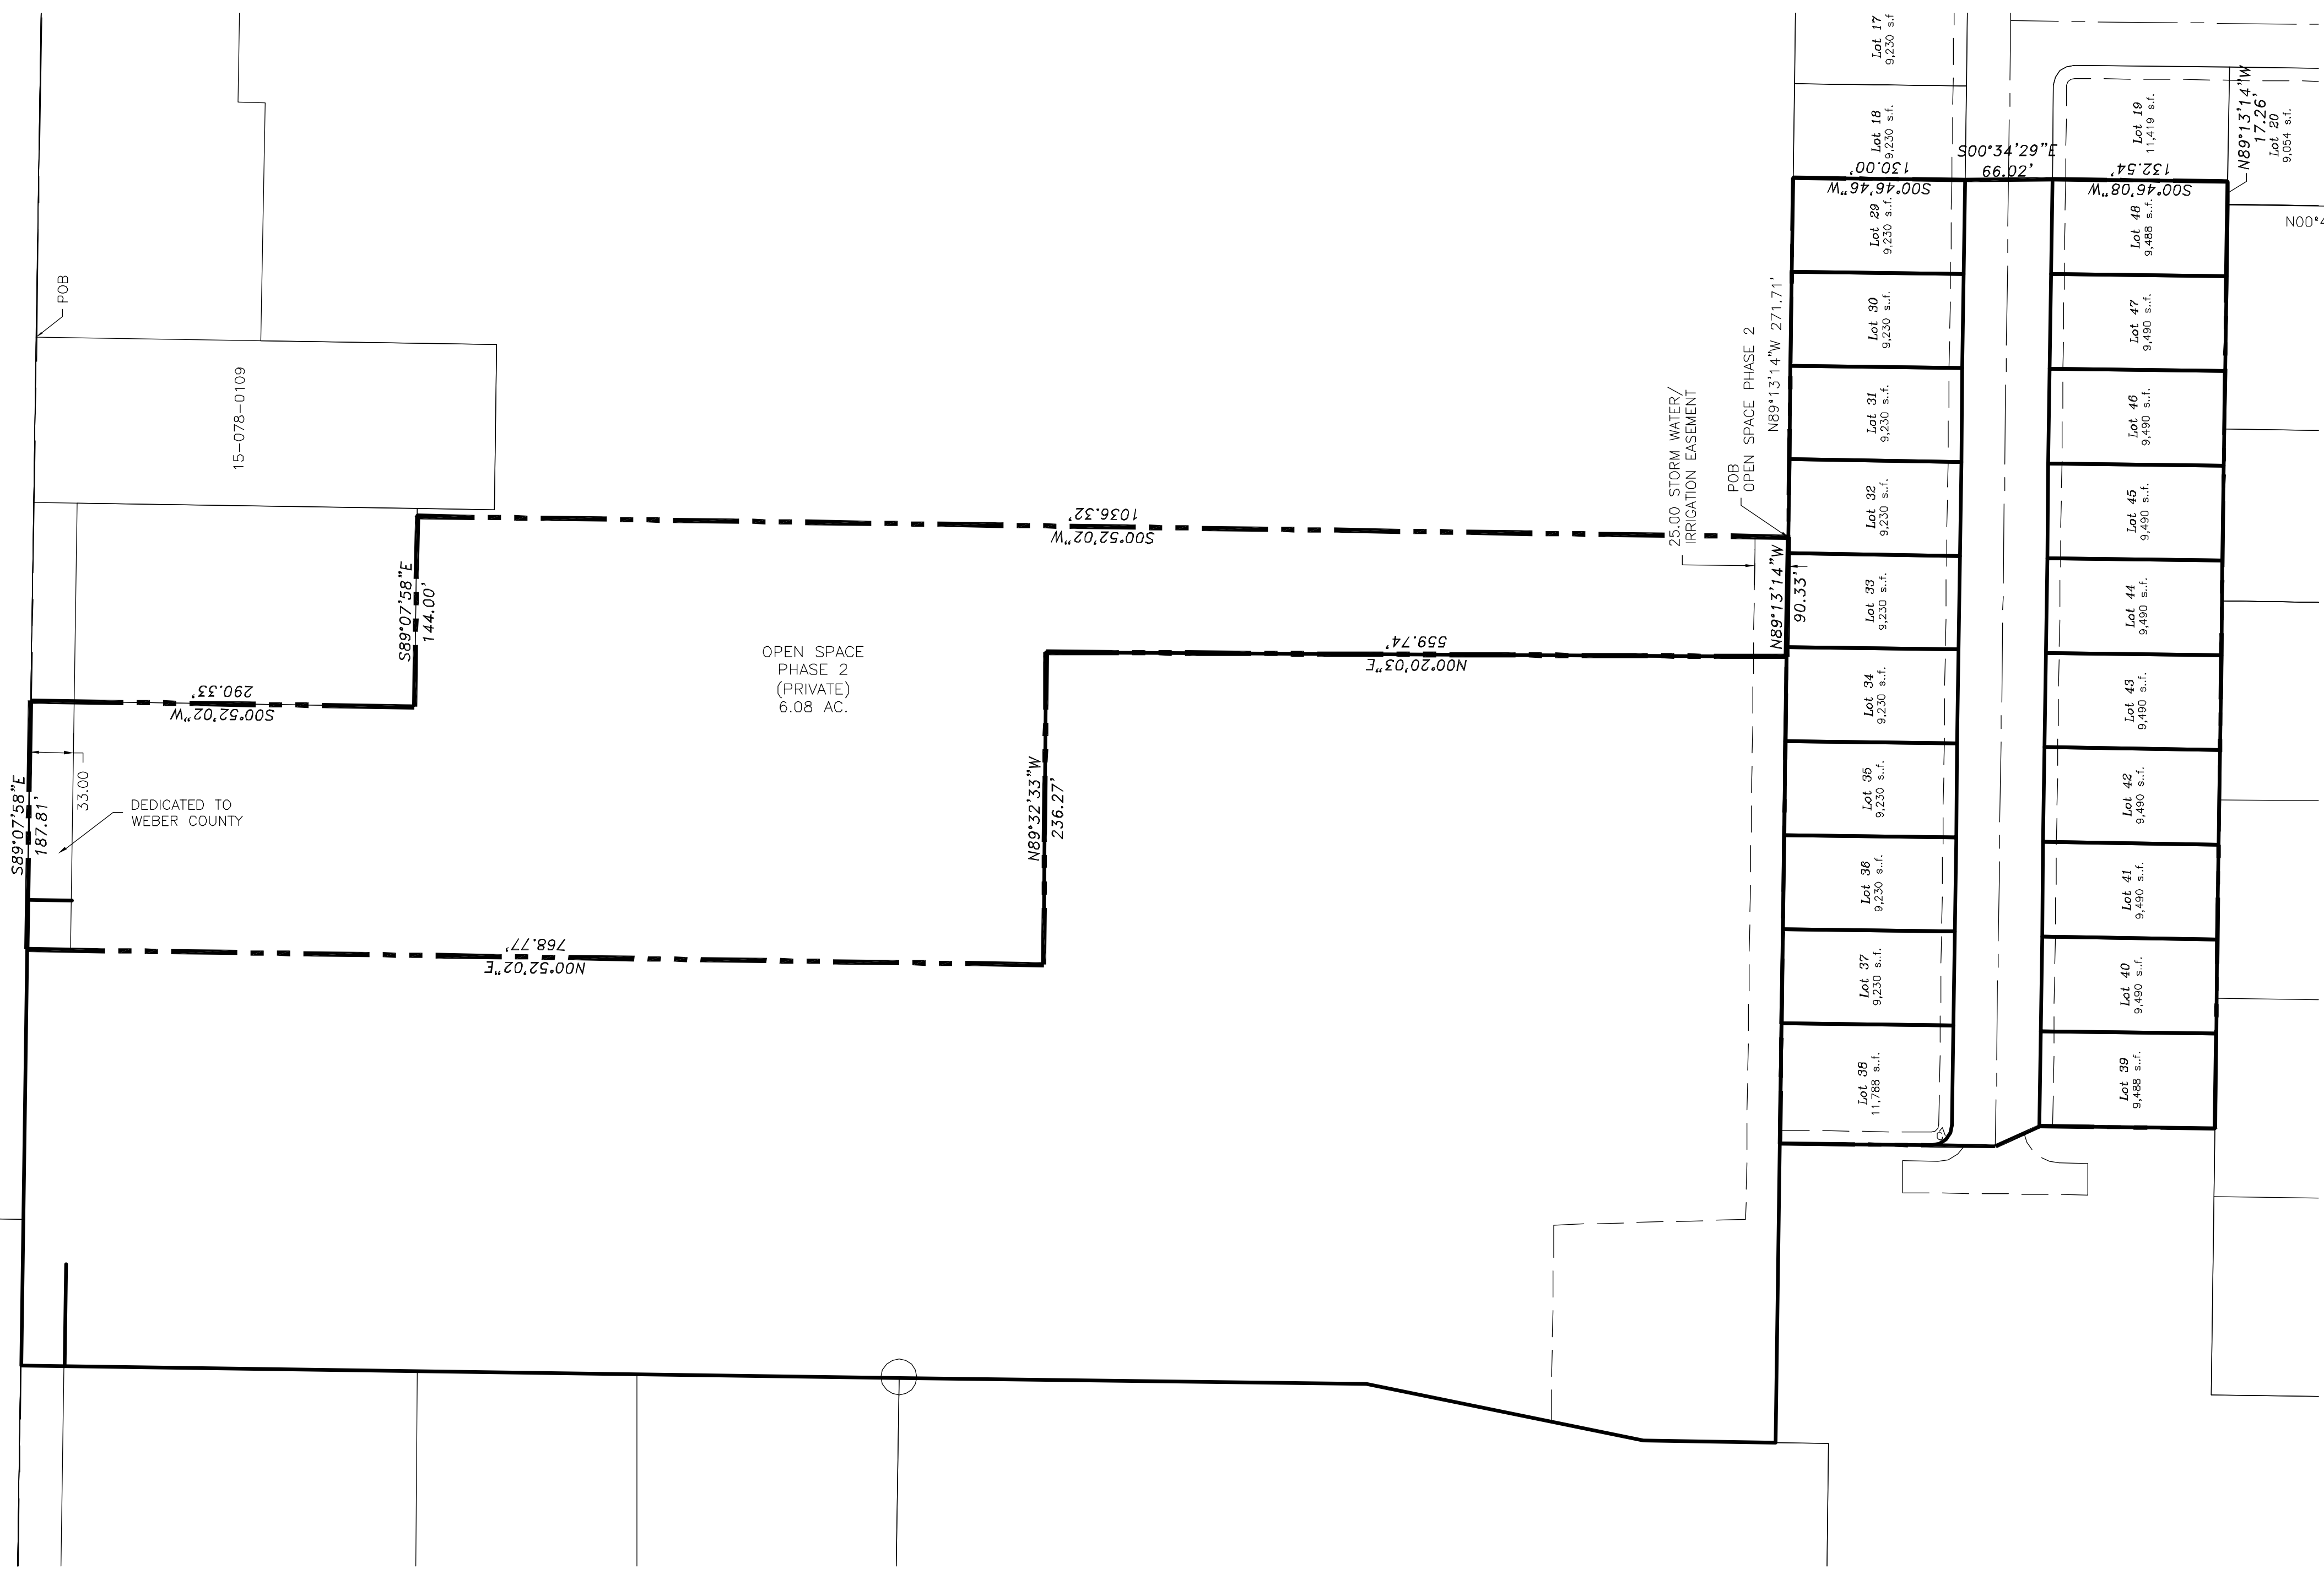 Lot 17
9,230 s.f
Lot 18
9,230 s.f.
130.00'
S00°46'46"W
S00°34'29"E
66.02'
Lot 19
11,419 s.f.
132.54'
S00°46'08"W
N89°13'14"W
17.26'
Lot 20
9,054 s.f.
N00°4
POB
15-078-0109
S89°07'58"E
144.00'
290.33'
S00°52'02"W
S89°07'58"E
187.81'
33.00
DEDICATED TO
WEBER COUNTY
768.77'
N00°52'02"E
OPEN SPACE
PHASE 2
(PRIVATE)
6.08 AC.
1036.32'
S00°52'02"W
559.74'
N00°20'03"E
N89°32'33"W
236.27'
25.00 STORM WATER/
IRRIGATION EASEMENT
POB
OPEN SPACE PHASE 2
N89°13'14"W 271.71'
N89°13'14"W
90.33'
Lot 29
9,230 s..f.
Lot 30
9,230 s..f.
Lot 31
9,230 s..f.
Lot 32
9,230 s..f.
Lot 33
9,230 s..f.
Lot 34
9,230 s..f.
Lot 35
9,230 s..f.
Lot 36
9,230 s..f.
Lot 37
9,230 s..f.
Lot 38
11,788 s..f.
Lot 48
9,488 s..f.
Lot 47
9,490 s..f.
Lot 46
9,490 s..f.
Lot 45
9,490 s..f.
Lot 44
9,490 s..f.
Lot 43
9,490 s..f.
Lot 42
9,490 s..f.
Lot 41
9,490 s..f.
Lot 40
9,490 s..f.
Lot 39
9,488 s..f.